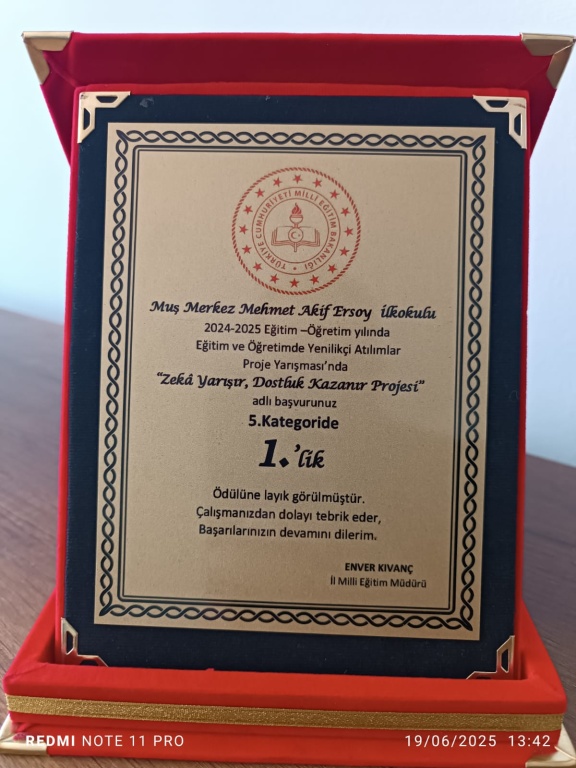 TÜRKİYE CUMHURİYETİ MİLLÎ EĞİTİM BAKANLIĞI
Muş Merkez Mehmet Akif Ersoy İlkokulu
2024-2025 Eğitim –Öğretim yılında
Eğitim ve Öğretimde Yenilikçi Atılımlar
Proje Yarışması’nda
“Zekâ Yarışır, Dostluk Kazanır Projesi”
adlı başvurunuz
5.Kategoride
1.’lik
Ödülüne layık görülmüştür.
Çalışmanızdan dolayı tebrik eder,
Başarılarınızın devamını dilerim.
ENVER KIVANÇ
İl Milli Eğitim Müdürü
REDMI NOTE 11 PRO
19/06/2025 13:42